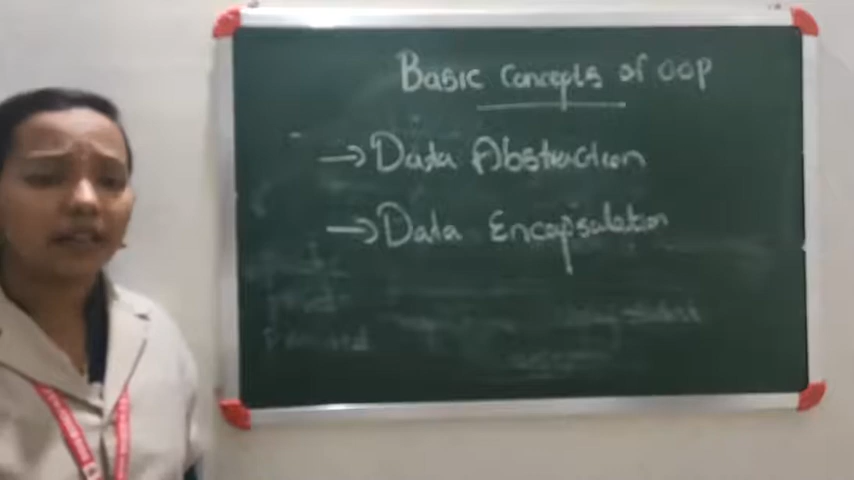 Basic Concepts of OOP
→ Data Abstraction
→ Data Encapsulation